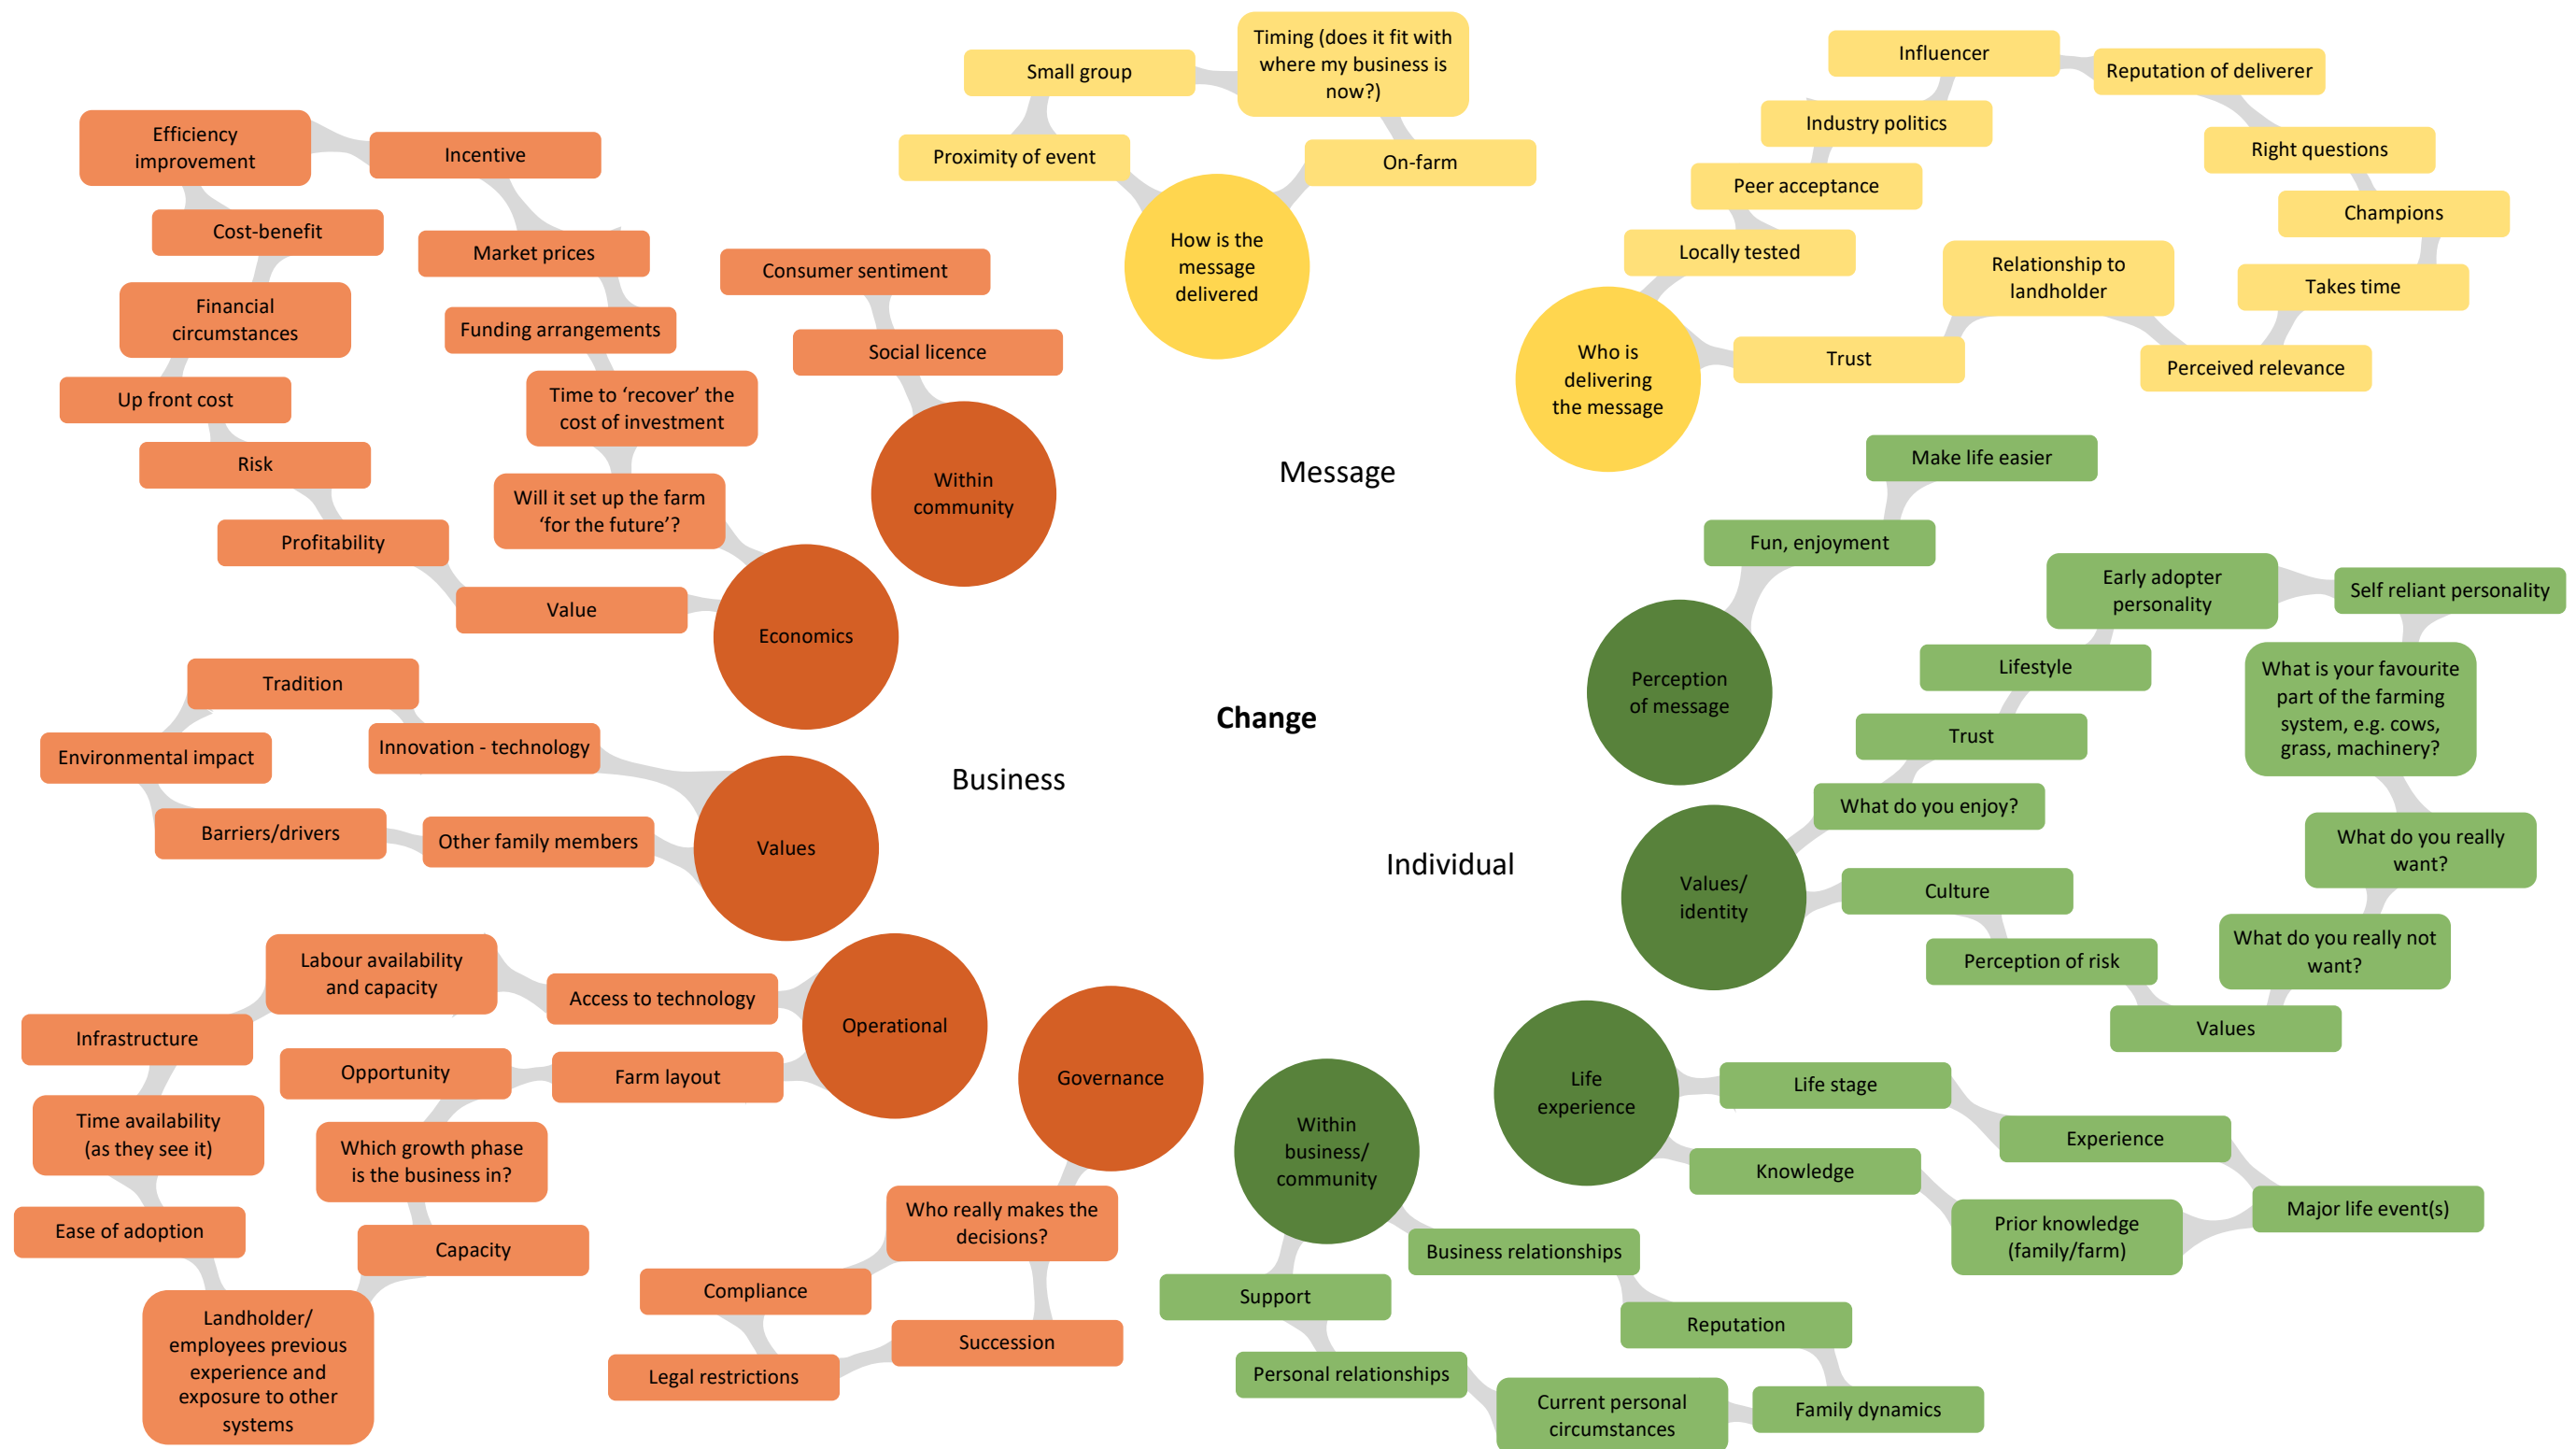 Timing (does it fit with
where my business is
now?)
Small group
Proximity of event
On-farm
How is the
message
delivered
Influencer
Reputation of deliverer
Industry politics
Right questions
Peer acceptance
Champions
Locally tested
Relationship to
landholder
Takes time
Who is
delivering
the message
Trust
Perceived relevance
Message
Efficiency
improvement
Incentive
Cost-benefit
Market prices
Financial
circumstances
Funding arrangements
Up front cost
Time to ‘recover’ the
cost of investment
Risk
Will it set up the farm
‘for the future’?
Profitability
Value
Economics
Consumer sentiment
Social licence
Within
community
Tradition
Innovation - technology
Environmental impact
Barriers/drivers
Other family members
Values
Change
Business
Individual
Make life easier
Fun, enjoyment
Perception
of message
Early adopter
personality
Self reliant personality
Lifestyle
What is your favourite
part of the farming
system, e.g. cows,
grass, machinery?
Trust
What do you enjoy?
What do you really
want?
Values/
identity
Culture
Perception of risk
What do you really not
want?
Values
Labour availability
and capacity
Access to technology
Operational
Infrastructure
Opportunity
Farm layout
Time availability
(as they see it)
Which growth phase
is the business in?
Ease of adoption
Capacity
Landholder/
employees previous
experience and
exposure to other
systems
Governance
Who really makes the
decisions?
Compliance
Succession
Legal restrictions
Life
experience
Life stage
Experience
Knowledge
Prior knowledge
(family/farm)
Major life event(s)
Within
business/
community
Business relationships
Support
Reputation
Personal relationships
Current personal
circumstances
Family dynamics